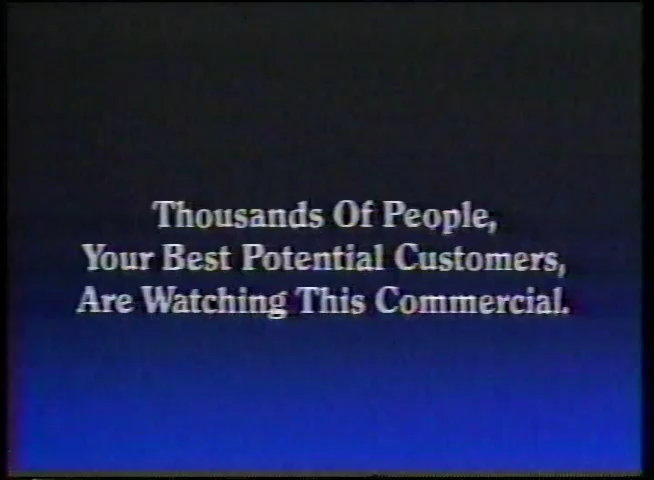 Thousands Of People,
Your Best Potential Customers,
Are Watching This Commercial.